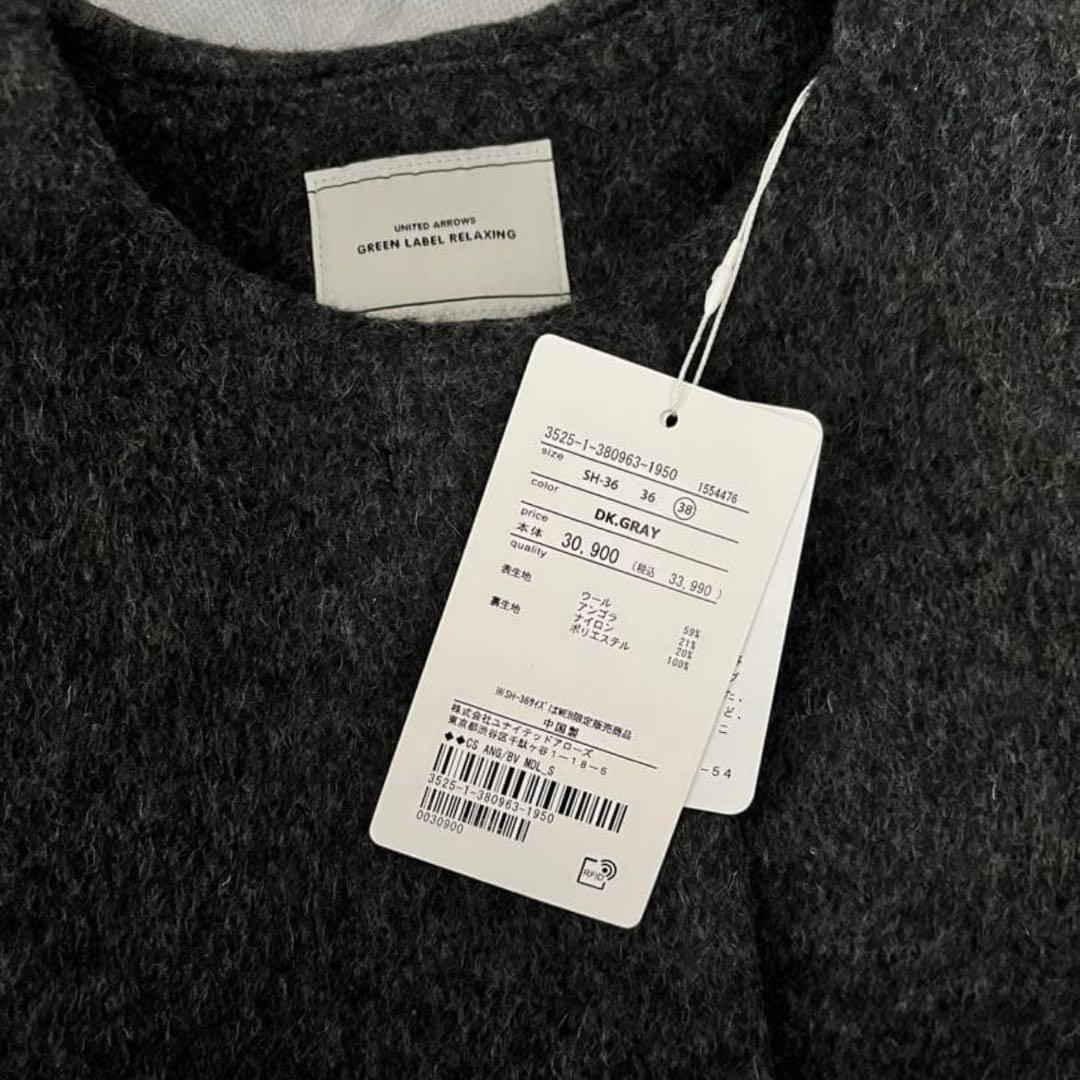 UNITED ARROWS
GREEN LABEL RELAXING
3525-1-380963-1950 1554476
size
SH-36 36 38
color
DK.GRAY
price
本体 30,900 (税込 33,990)
quality
表生地 ウール 59%
アンゴラ 21%
ナイロン 20%
裏生地 ポリエステル 100%
※SH-36サイズはWEB限定販売商品
中国製
株式会社ユナイテッドアローズ
東京都渋谷区千駄ヶ谷1-18-5
◆◆CS ANG/BV MDL_S
3525-1-380963-1950
0030900
RFID
た、
ど、
こ
-54